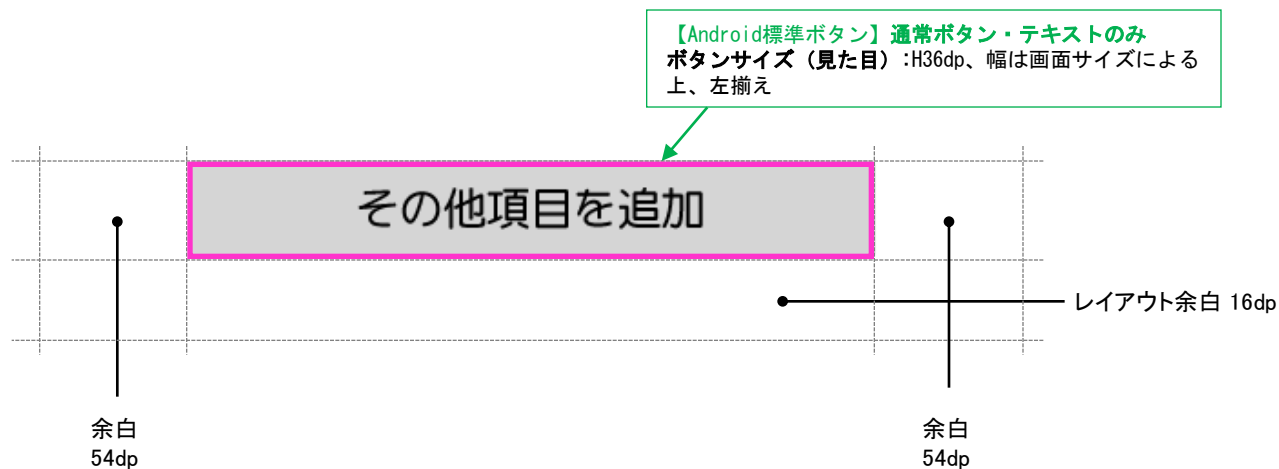 【Android標準ボタン】通常ボタン・テキストのみ
ボタンサイズ（見た目）:H36dp、幅は画面サイズによる
上、左揃え
その他項目を追加
レイアウト余白 16dp
余白
54dp
余白
54dp